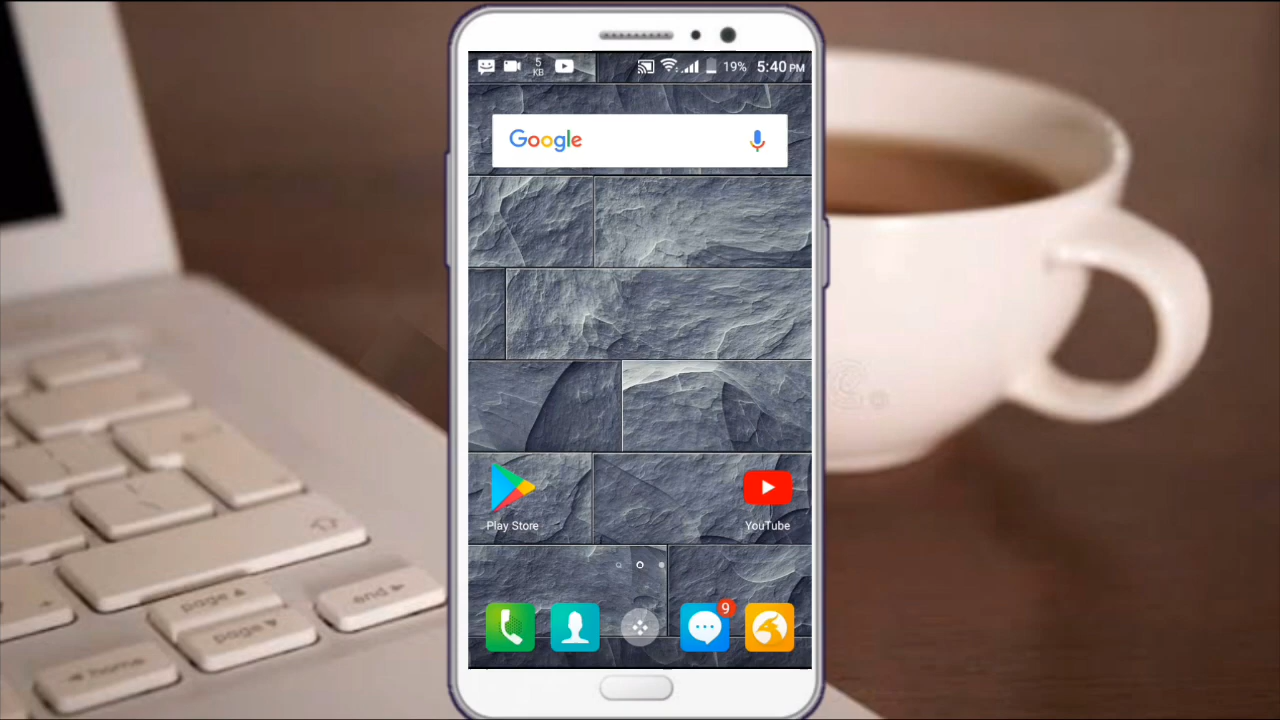 5
KB
19%
5:40 PM
Google
Play Store
YouTube
9
page ▲
end ►
page ▼
◄ home